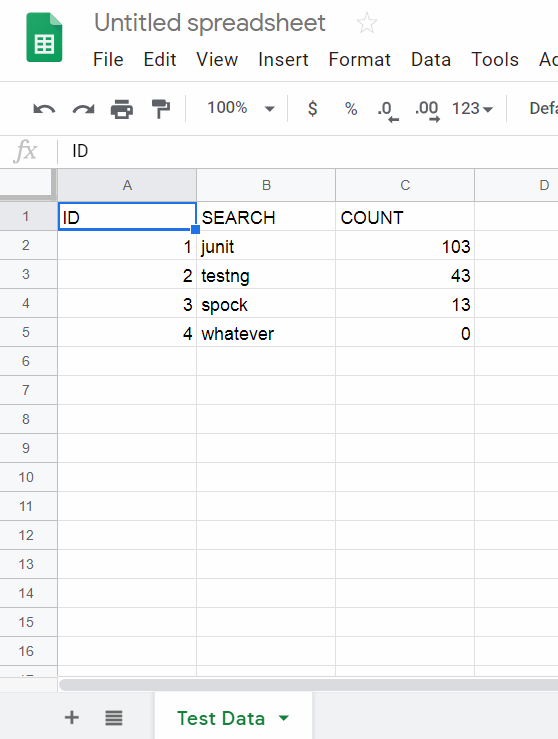 Untitled spreadsheet
File Edit View Insert Format Data Tools
100% $ % .0 .00 123
fx ID
A B C D
1 ID SEARCH COUNT
2 1 junit 103
3 2 testng 43
4 3 spock 13
5 4 whatever 0
6
7
8
9
10
11
12
13
14
15
16
+ Test Data